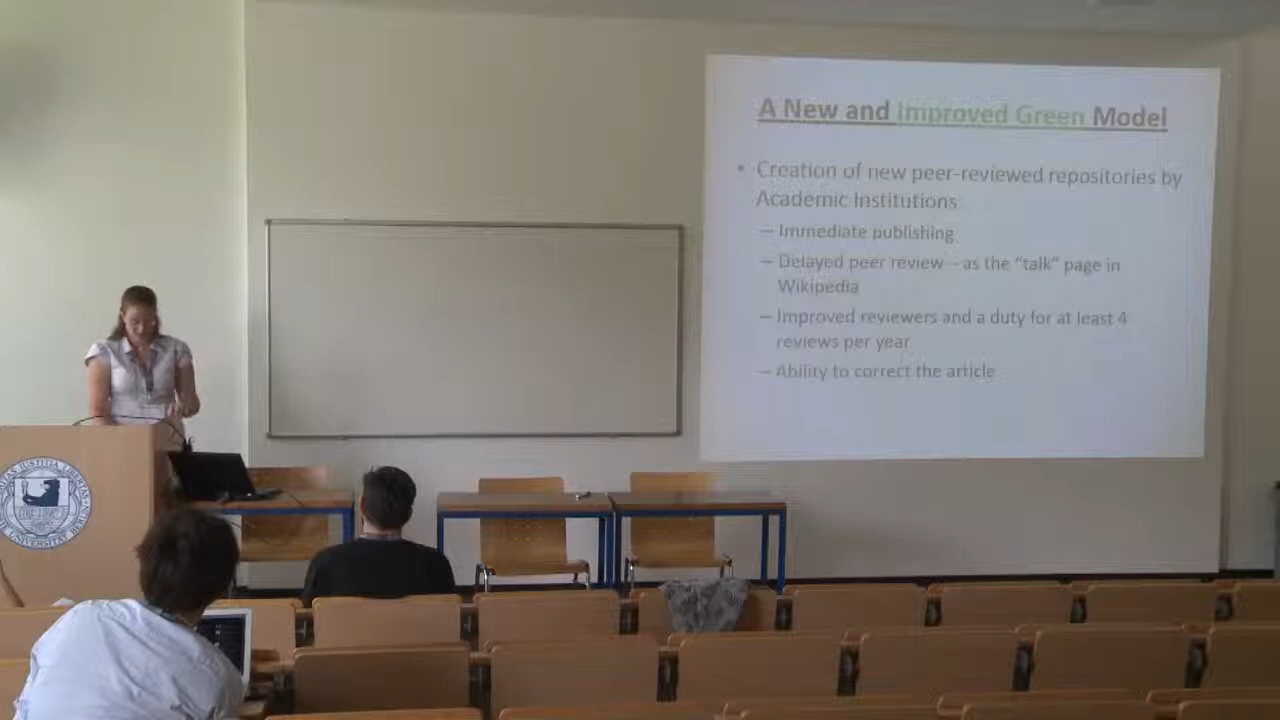 A New and Improved Green Model
• Creation of new peer-reviewed repositories by
Academic Institutions
– Immediate publishing
– Delayed peer review – as the “talk” page in
Wikipedia
– Improved reviewers and a duty for at least 4
reviews per year
– Ability to correct the article